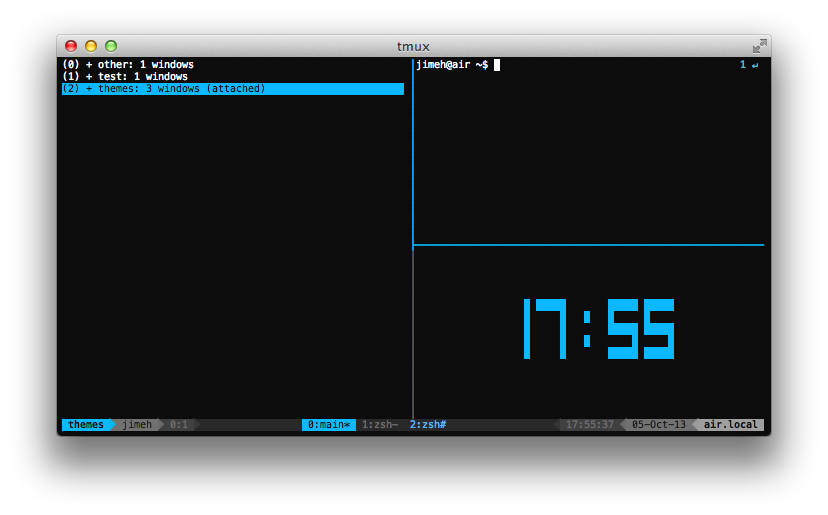 tmux
(0) + other: 1 windows
(1) + test: 1 windows
(2) + themes: 3 windows (attached)
jimeh@air ~$
1 ↵
17:55
themes jimeh 0:1 0:main* 1:zsh- 2:zsh# 17:55:37 05-Oct-13 air.local